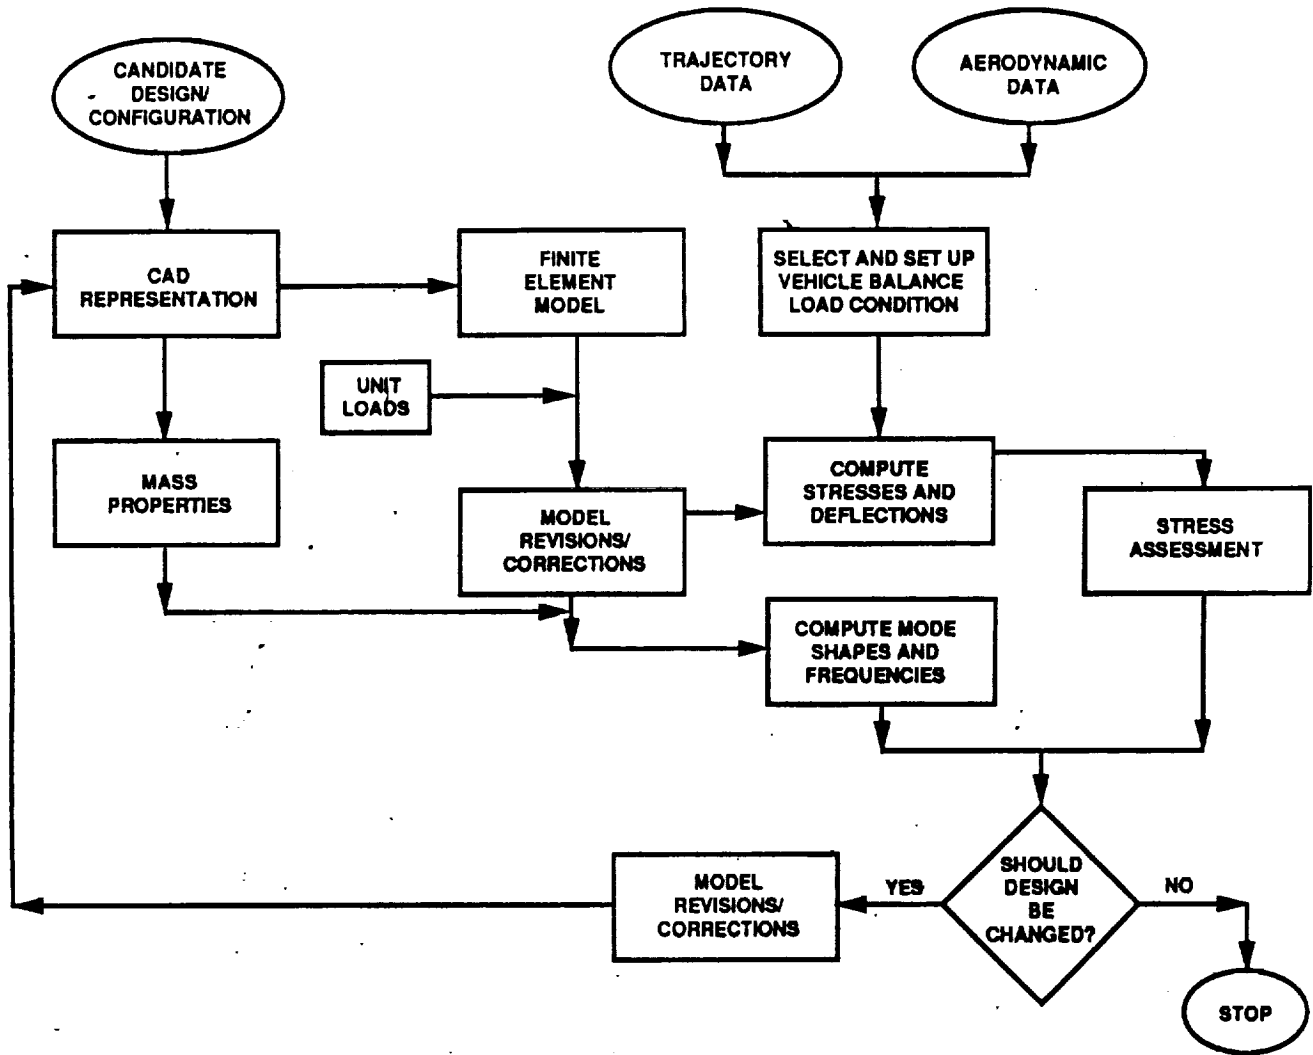 CANDIDATE
DESIGN/
CONFIGURATION
TRAJECTORY
DATA
AERODYNAMIC
DATA
CAD
REPRESENTATION
FINITE
ELEMENT
MODEL
SELECT AND SET UP
VEHICLE BALANCE
LOAD CONDITION
UNIT
LOADS
MASS
PROPERTIES
MODEL
REVISIONS/
CORRECTIONS
COMPUTE
STRESSES AND
DEFLECTIONS
STRESS
ASSESSMENT
COMPUTE MODE
SHAPES AND
FREQUENCIES
MODEL
REVISIONS/
CORRECTIONS
YES
SHOULD
DESIGN
BE
CHANGED?
NO
STOP